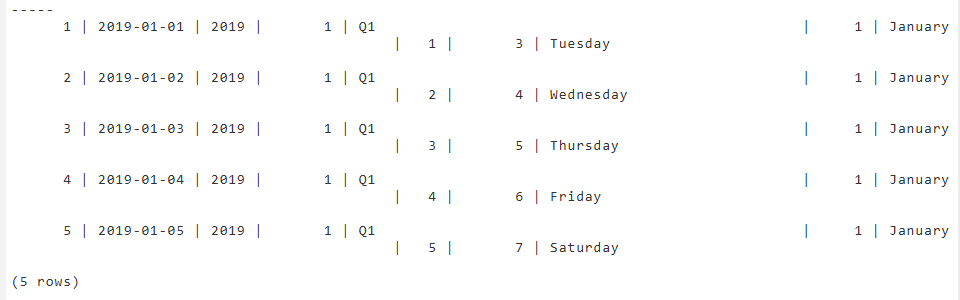 -----
      1 | 2019-01-01 | 2019 |       1 | Q1                                                 |     1 | January
                                            |   1 |       3 | Tuesday

      2 | 2019-01-02 | 2019 |       1 | Q1                                                 |     1 | January
                                            |   2 |       4 | Wednesday

      3 | 2019-01-03 | 2019 |       1 | Q1                                                 |     1 | January
                                            |   3 |       5 | Thursday

      4 | 2019-01-04 | 2019 |       1 | Q1                                                 |     1 | January
                                            |   4 |       6 | Friday

      5 | 2019-01-05 | 2019 |       1 | Q1                                                 |     1 | January
                                            |   5 |       7 | Saturday

(5 rows)